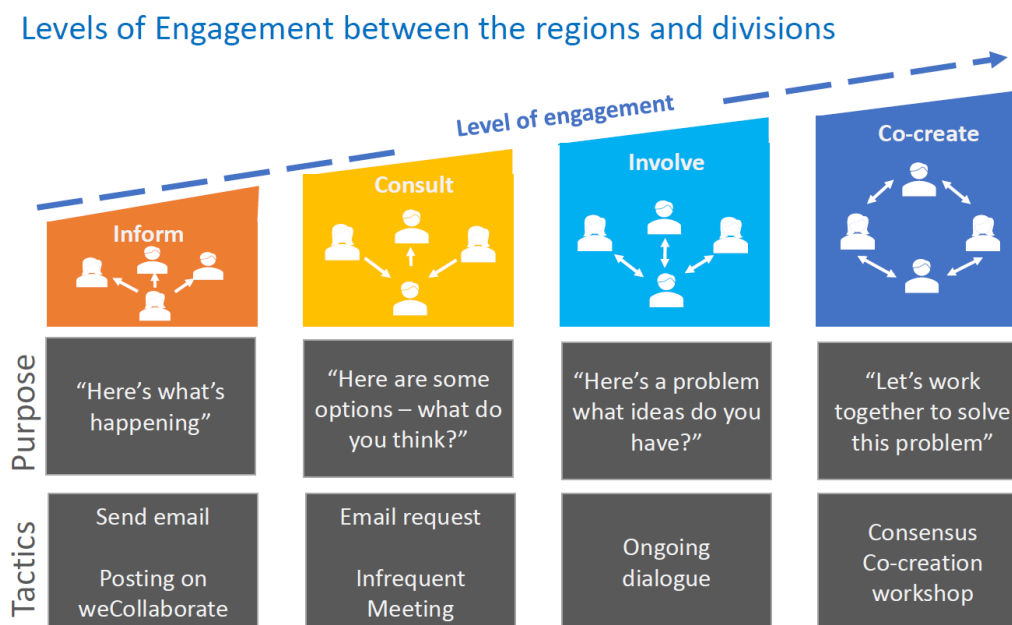 Levels of Engagement between the regions and divisions
Level of engagement
Inform
Consult
Involve
Co-create
Purpose
“Here’s what’s
happening”
“Here are some
options – what do
you think?”
“Here’s a problem
what ideas do you
have?”
“Let’s work
together to solve
this problem”
Tactics
Send email
Posting on
weCollaborate
Email request
Infrequent
Meeting
Ongoing
dialogue
Consensus
Co-creation
workshop